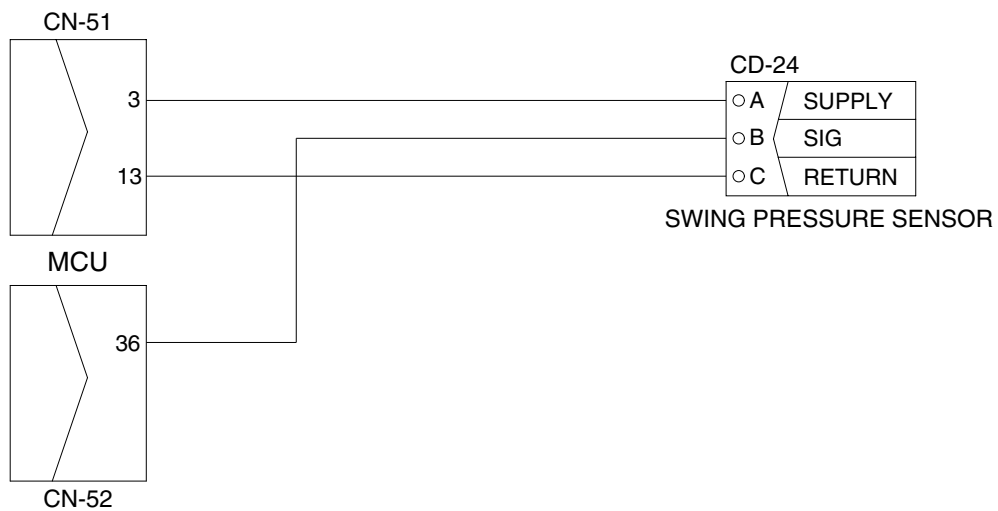 CN-51
3
13
MCU
36
CN-52
CD-24
A SUPPLY
B SIG
C RETURN
SWING PRESSURE SENSOR